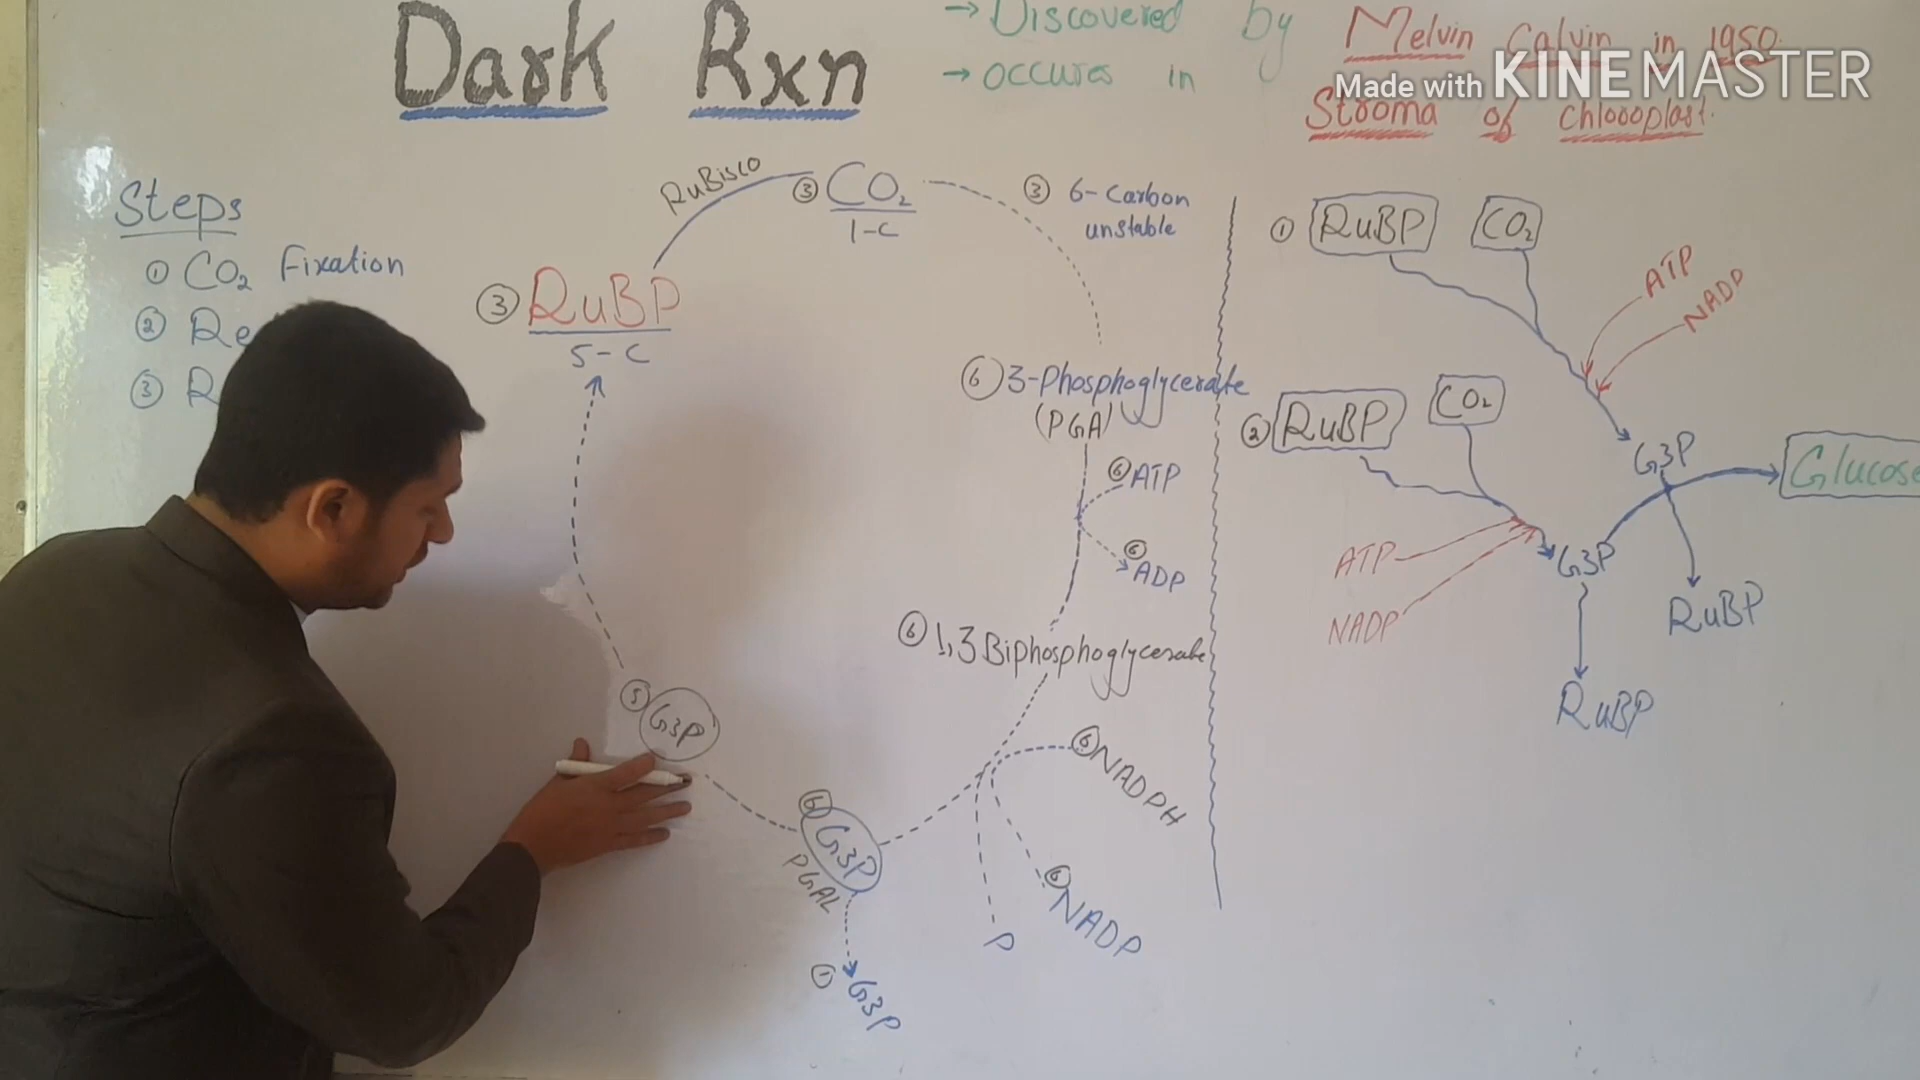 Dark Rxn
→ Discovered by Melvin Calvin in 1950.
→ occures in Stroma of chloroplast.
Made with KINEMASTER
Steps
① CO₂ Fixation
② Re
③ R
RuBisco
③ CO₂
1-C
③ 6-Carbon
unstable
③ RuBP
5-C
⑥ 3-Phosphoglycerate
(PGA)
⑥ ATP
⑥ ADP
⑥ 1,3 Biphosphoglycerate
⑥ NADPH
⑥ NADP
P
⑥ G3P
PGAL
① G3P
⑤ G3P
① RuBP CO₂
ATP
NADP
G3P
Glucose
RuBP
② RuBP CO₂
ATP
NADP
G3P
RuBP